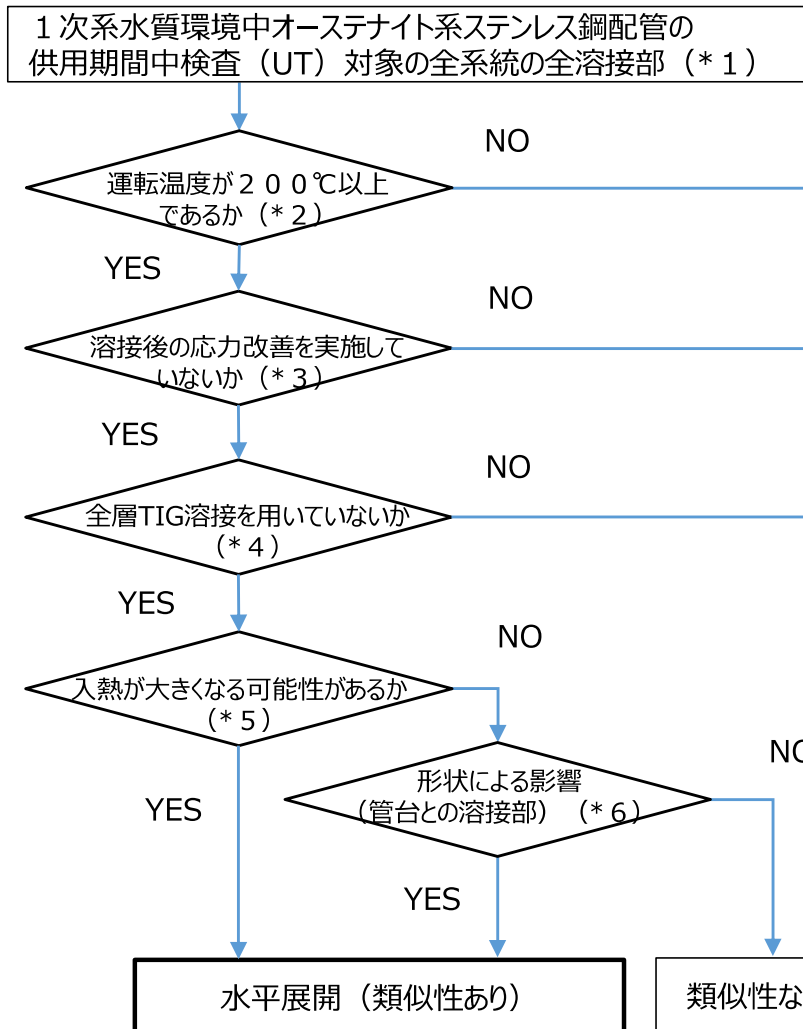 １次系水質環境中オーステナイト系ステンレス鋼配管の
供用期間中検査（UT）対象の全系統の全溶接部（*１）
NO
運転温度が２００℃以上
であるか（*２）
YES
NO
溶接後の応力改善を実施して
いないか（*３）
YES
NO
全層TIG溶接を用いていないか
（*４）
YES
NO
入熱が大きくなる可能性があるか
（*５）
NO
形状による影響
（管台との溶接部）（*６）
YES
YES
水平展開（類似性あり）
類似性な